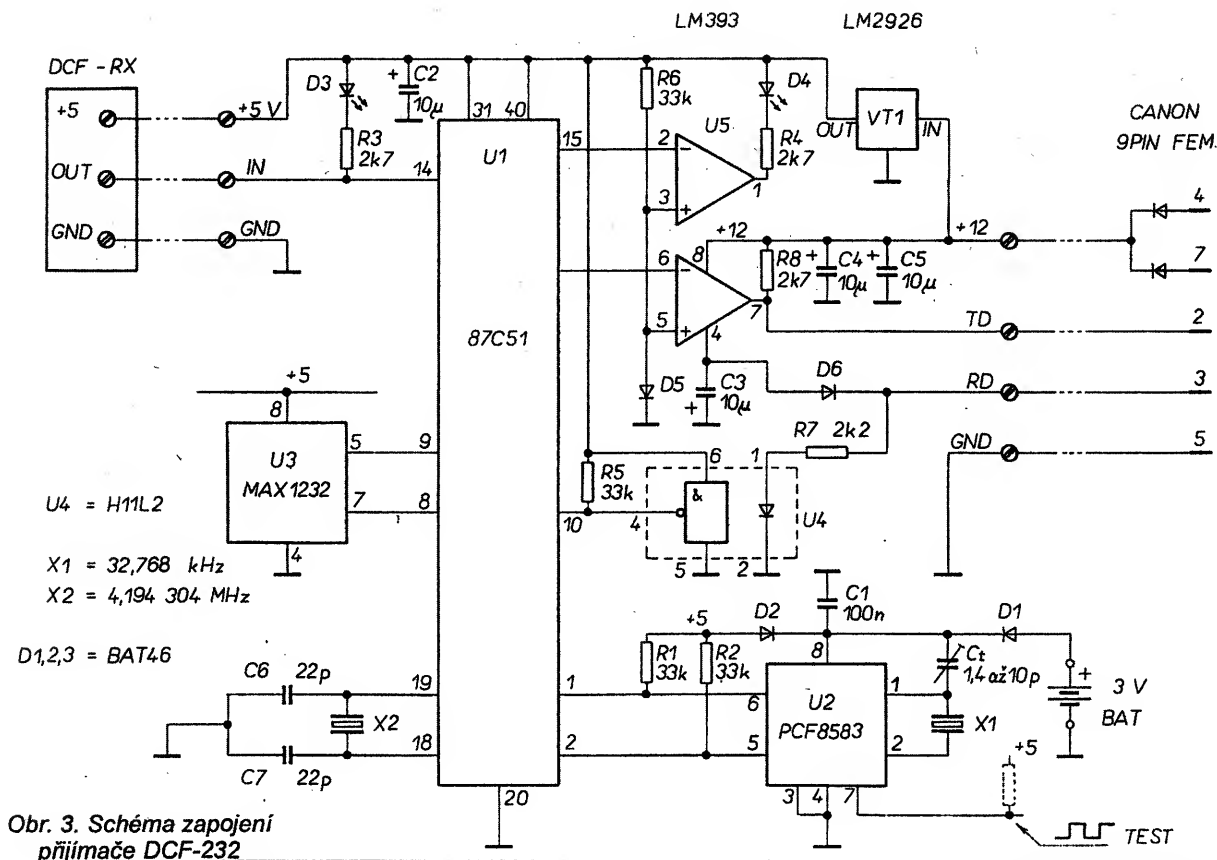 LM393
LM2926
DCF - RX
+5
OUT
GND
+5 V
IN
GND
D3
R3
2k7
+
C2
10µ
31
40
14
15
U1
87C51
R6
33k
U5
D4
R4
2k7
2
3
1
OUT
VT1
IN
CANON
9PIN FEM.
4
7
+12
+12
8
6
5
7
4
R8
2k7
+
C4
10µ
+
C5
10µ
TD
2
D5
C3
10µ
+
D6
RD
3
R7 2k2
GND
5
+5
8
U3
MAX1232
5
7
4
9
8
R5
33k
10
4
6
&
5
1
2
U4
U4 = H11L2
X1 = 32,768 kHz
X2 = 4,194 304 MHz
D1,2,3 = BAT46
C6
22p
X2
C7
22p
19
18
20
1
2
+5
D2
R1
33k
R2
33k
C1
100n
D1
8
6
5
U2
PCF8583
1
2
3
4
7
Ct
1,4 až 10 p
X1
+
3 V
BAT
+5
TEST
Obr. 3. Schéma zapojení
přijímače DCF-232